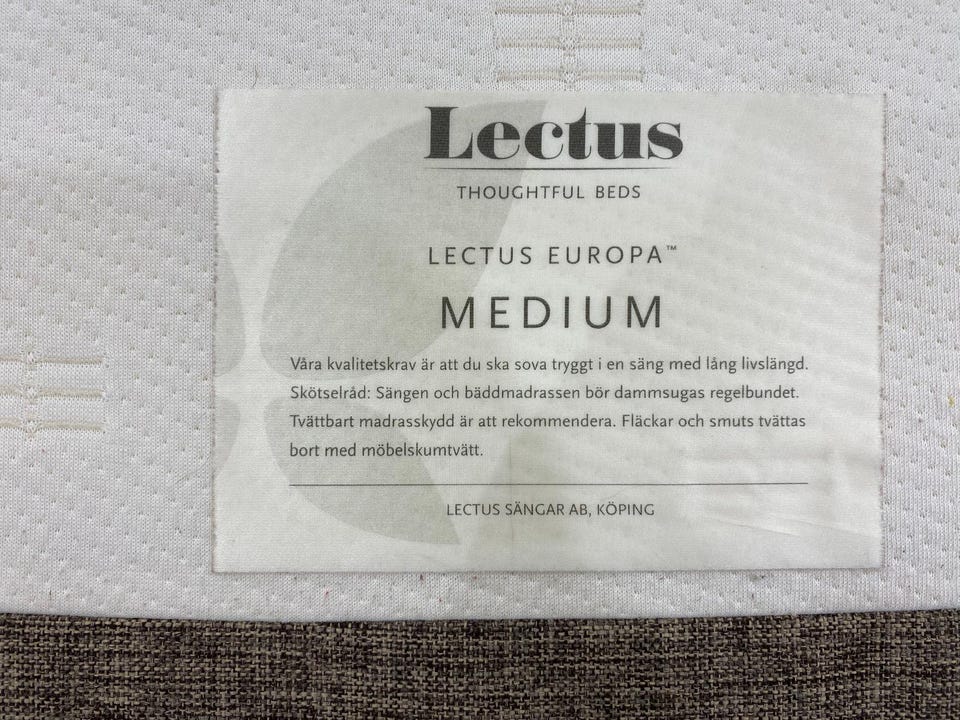 Lectus
THOUGHTFUL BEDS
LECTUS EUROPA™
MEDIUM
Våra kvalitetskrav är att du ska sova tryggt i en säng med lång livslängd.
Skötselråd: Sängen och bäddmadrassen bör dammsugas regelbundet.
Tvättbart madrasskydd är att rekommendera. Fläckar och smuts tvättas
bort med möbelskumtvätt.
LECTUS SÄNGAR AB, KÖPING